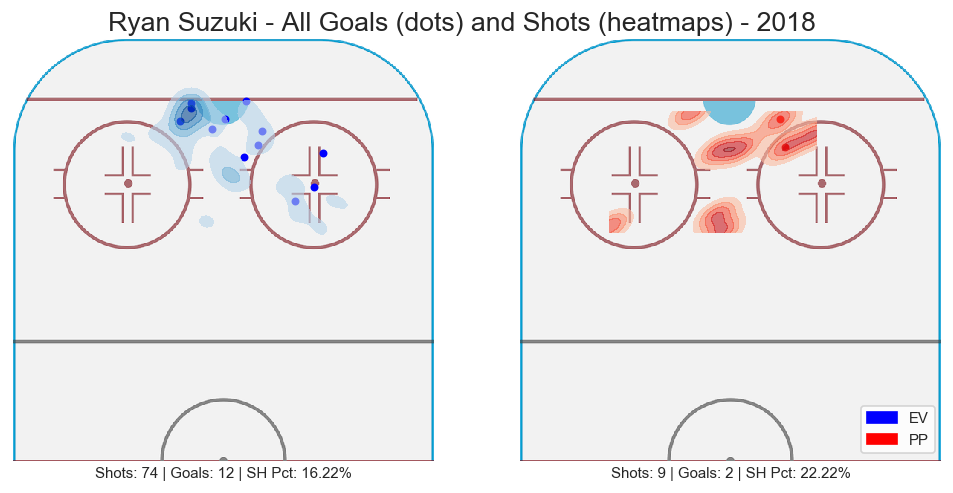 Ryan Suzuki - All Goals (dots) and Shots (heatmaps) - 2018
EV
PP
Shots: 74 | Goals: 12 | SH Pct: 16.22%
Shots: 9 | Goals: 2 | SH Pct: 22.22%